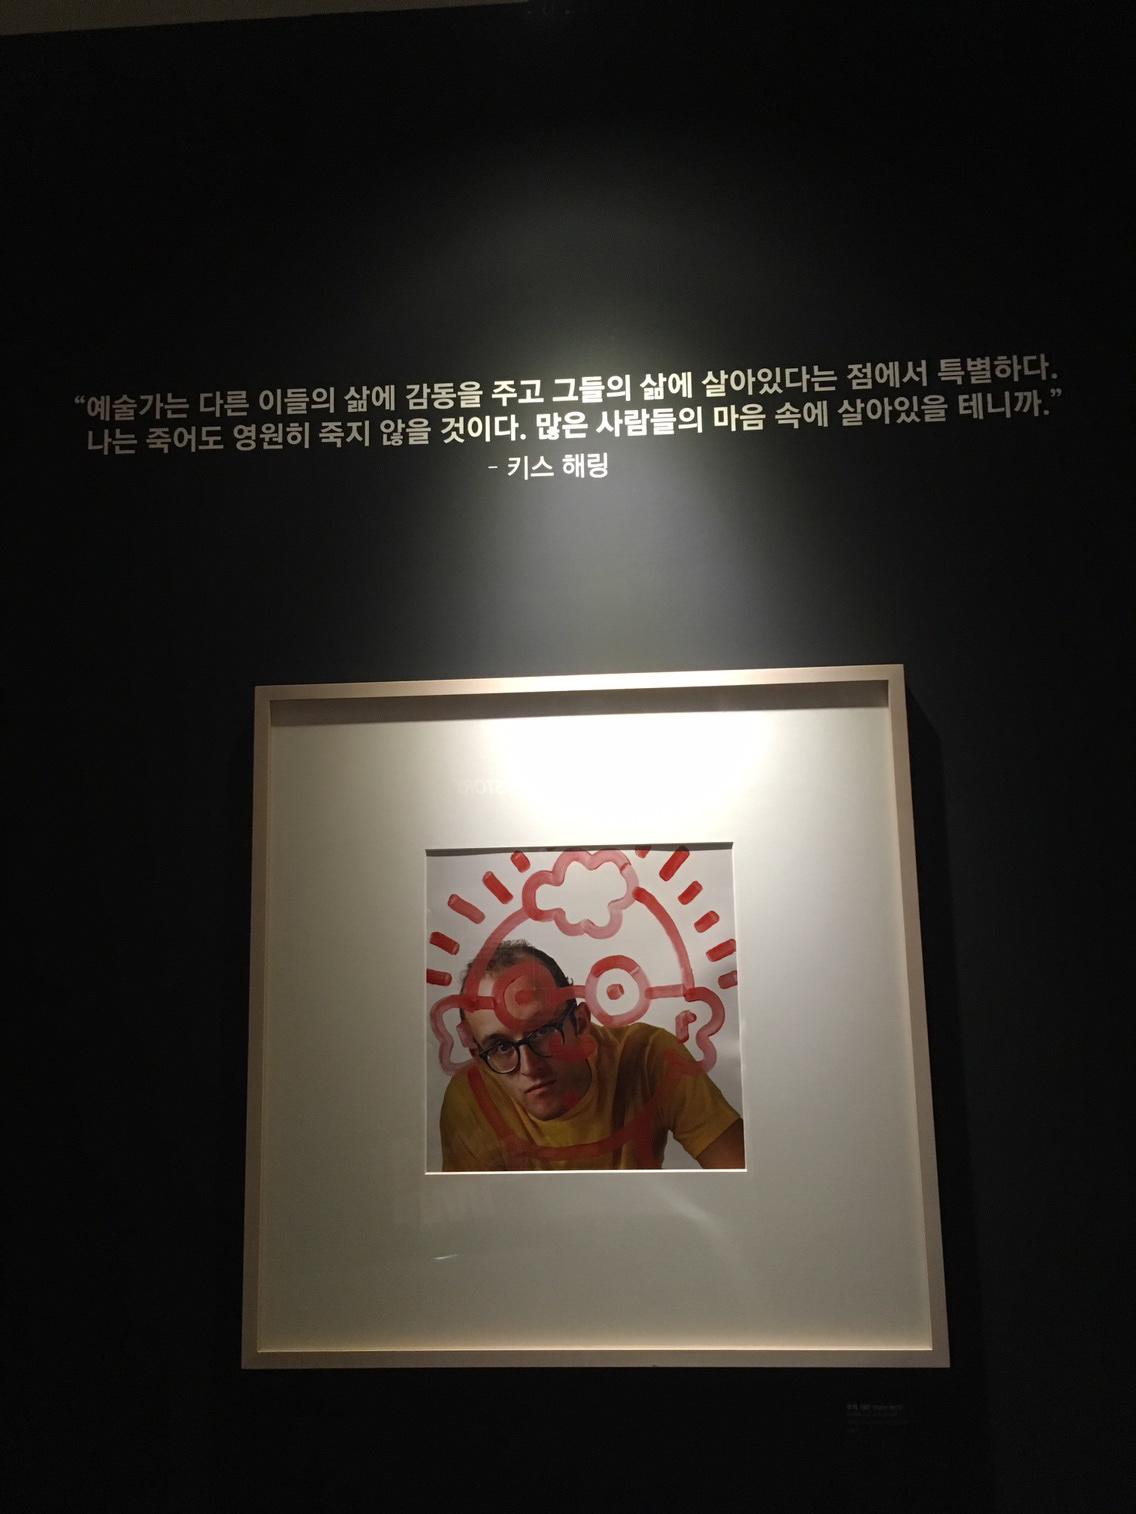 “예술가는 다른 이들의 삶에 감동을 주고 그들의 삶에 살아있다는 점에서 특별하다.
나는 죽어도 영원히 죽지 않을 것이다. 많은 사람들의 마음 속에 살아있을 테니까.”
- 키스 해링
STORY